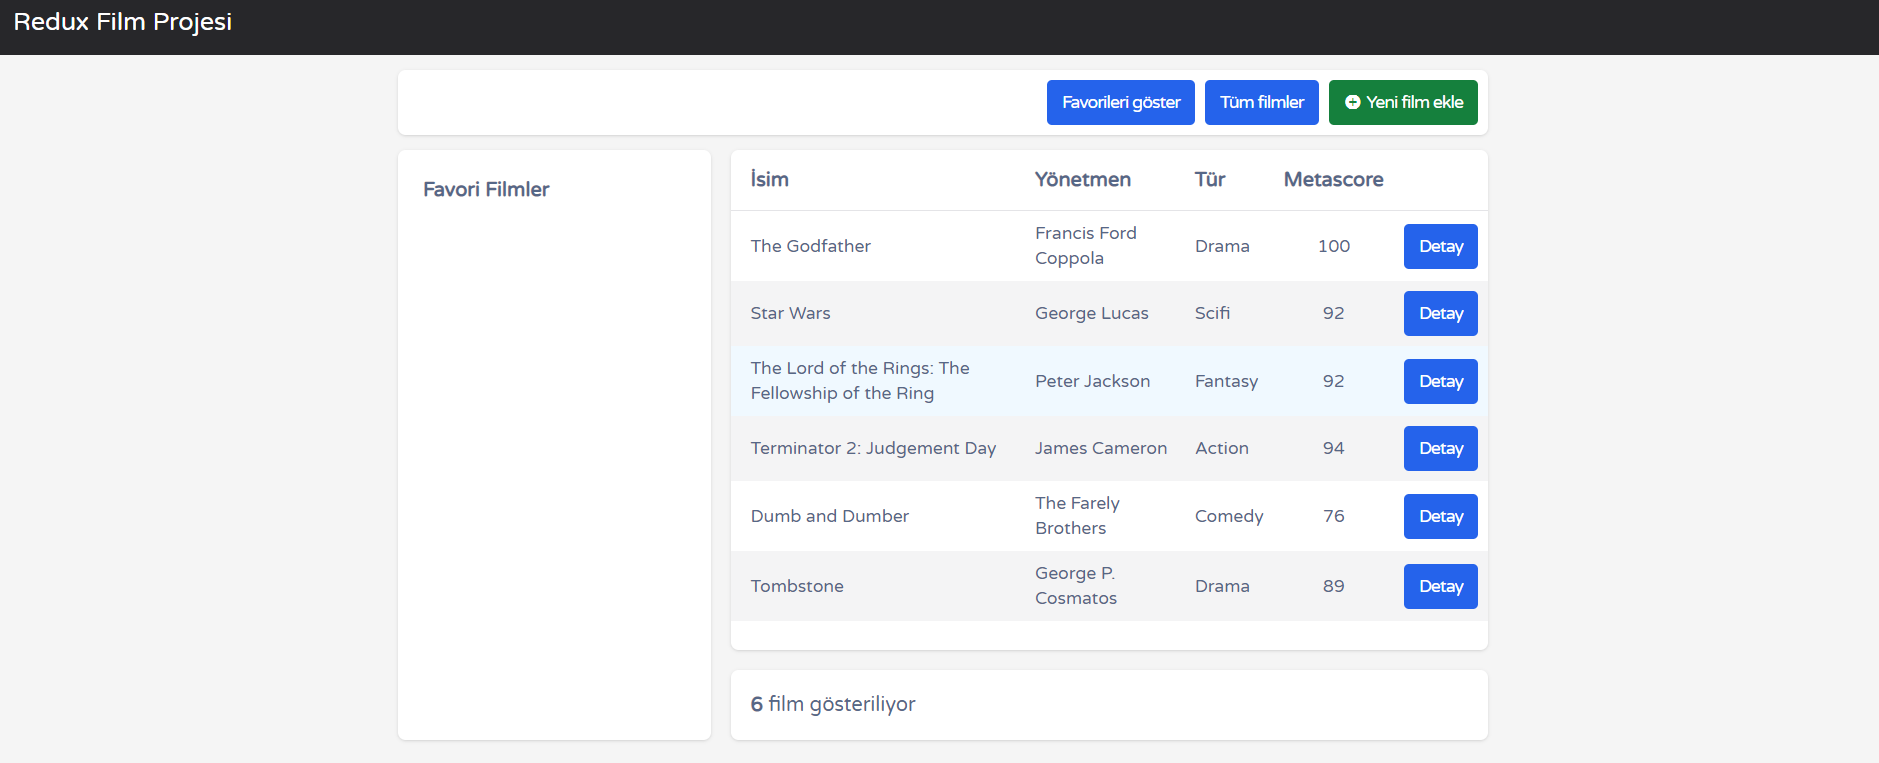 Redux Film Projesi
Favorileri göster Tüm filmler Yeni film ekle
Favori Filmler
İsim Yönetmen Tür Metascore
The Godfather Francis Ford Coppola Drama 100 Detay
Star Wars George Lucas Scifi 92 Detay
The Lord of the Rings: The Fellowship of the Ring Peter Jackson Fantasy 92 Detay
Terminator 2: Judgement Day James Cameron Action 94 Detay
Dumb and Dumber The Farely Brothers Comedy 76 Detay
Tombstone George P. Cosmatos Drama 89 Detay
6 film gösteriliyor